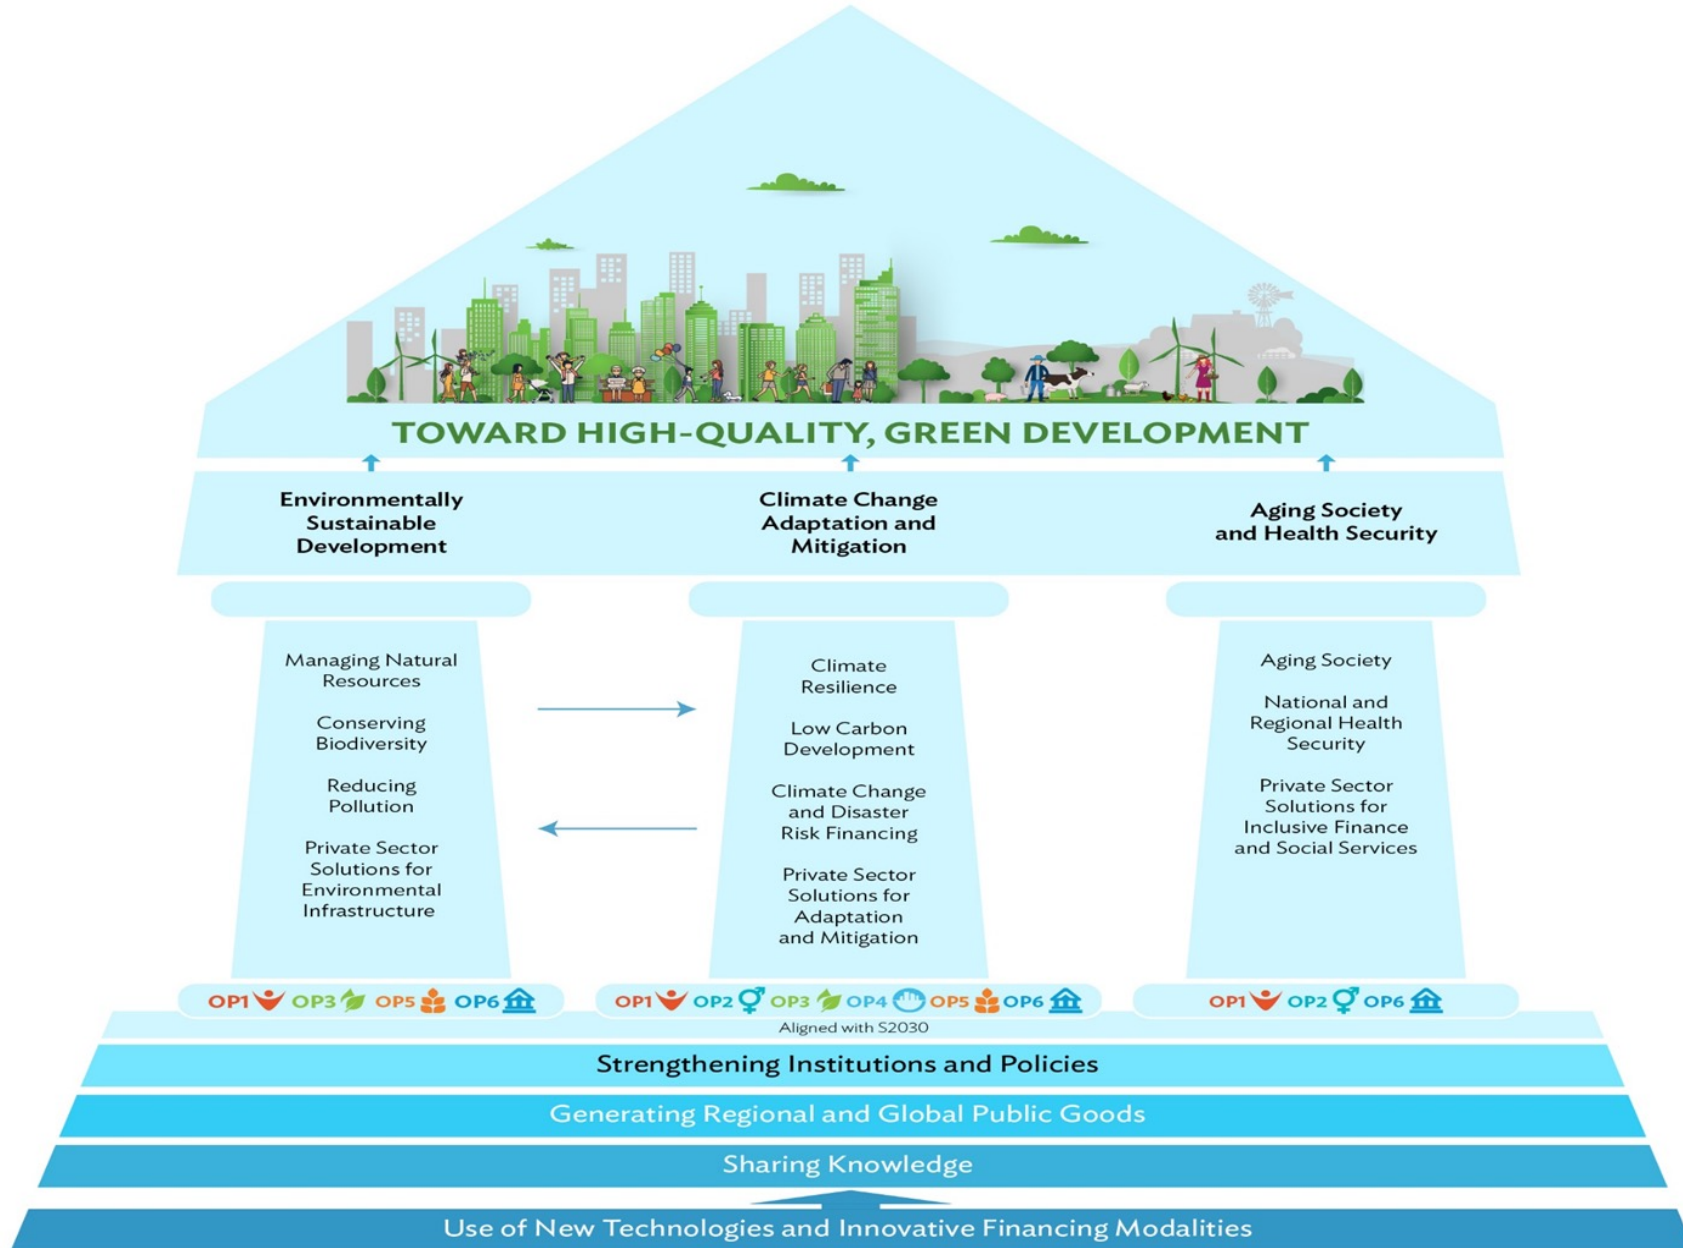 TOWARD HIGH-QUALITY, GREEN DEVELOPMENT
Environmentally
Sustainable
Development
Climate Change
Adaptation and
Mitigation
Aging Society
and Health Security
Managing Natural
Resources
Conserving
Biodiversity
Reducing
Pollution
Private Sector
Solutions for
Environmental
Infrastructure
Climate
Resilience
Low Carbon
Development
Climate Change
and Disaster
Risk Financing
Private Sector
Solutions for
Adaptation
and Mitigation
Aging Society
National and
Regional Health
Security
Private Sector
Solutions for
Inclusive Finance
and Social Services
OP1 OP3 OP5 OP6
OP1 OP2 OP3 OP4 OP5 OP6
OP1 OP2 OP6
Aligned with S2030
Strengthening Institutions and Policies
Generating Regional and Global Public Goods
Sharing Knowledge
Use of New Technologies and Innovative Financing Modalities